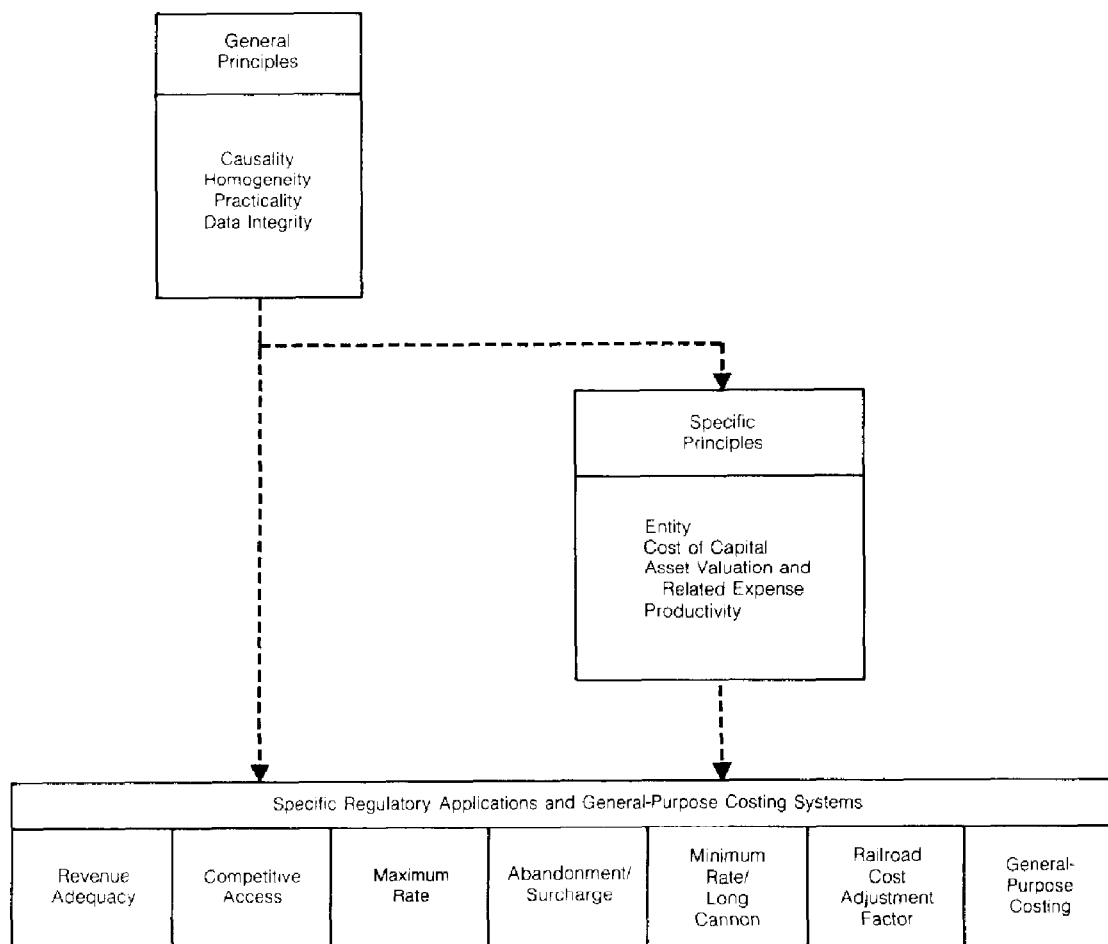 General
Principles
Causality
Homogeneity
Practicality
Data Integrity
Specific
Principles
Entity
Cost of Capital
Asset Valuation and
Related Expense
Productivity
Specific Regulatory Applications and General-Purpose Costing Systems
Revenue
Adequacy
Competitive
Access
Maximum
Rate
Abandonment/
Surcharge
Minimum
Rate/
Long
Cannon
Railroad
Cost
Adjustment
Factor
General-
Purpose
Costing